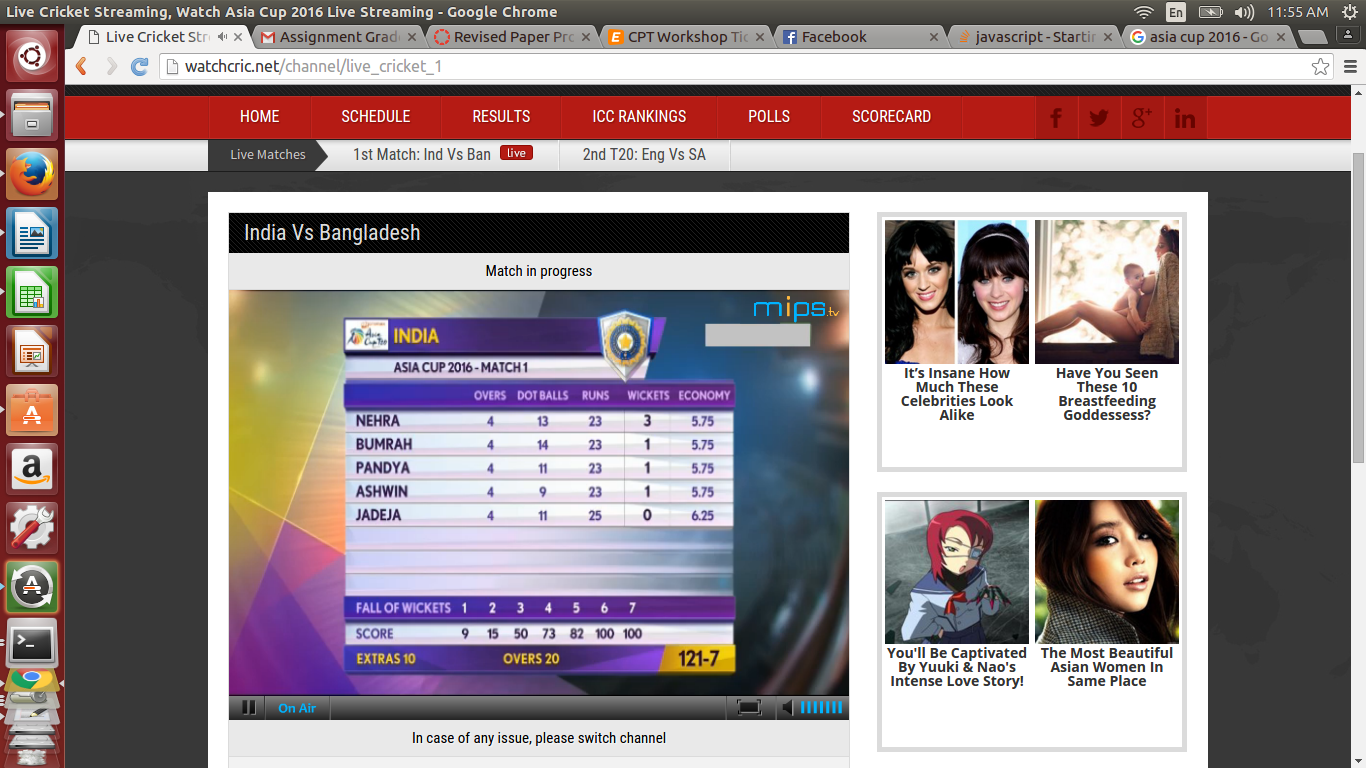 Live Cricket Streaming, Watch Asia Cup 2016 Live Streaming - Google Chrome
En
11:55 AM
Live Cricket Str
Assignment Grad
Revised Paper Pro
CPT Workshop Tic
Facebook
javascript - Startin
asia cup 2016 - Go
watchcric.net/channel/live_cricket_1
HOME SCHEDULE RESULTS ICC RANKINGS POLLS SCORECARD
Live Matches 1st Match: Ind Vs Ban live 2nd T20: Eng Vs SA
India Vs Bangladesh
Match in progress
mips.tv
Asia Cup T20
INDIA
ASIA CUP 2016 - MATCH 1
OVERS DOT BALLS RUNS WICKETS ECONOMY
NEHRA 4 13 23 3 5.75
BUMRAH 4 14 23 1 5.75
PANDYA 4 11 23 1 5.75
ASHWIN 4 9 23 1 5.75
JADEJA 4 11 25 0 6.25
FALL OF WICKETS 1 2 3 4 5 6 7
SCORE 9 15 50 73 82 100 100
EXTRAS 10 OVERS 20 121-7
On Air
In case of any issue, please switch channel
It's Insane How
Much These
Celebrities Look
Alike
Have You Seen
These 10
Breastfeeding
Goddessess?
You'll Be Captivated
By Yuuki & Nao's
Intense Love Story!
The Most Beautiful
Asian Women In
Same Place